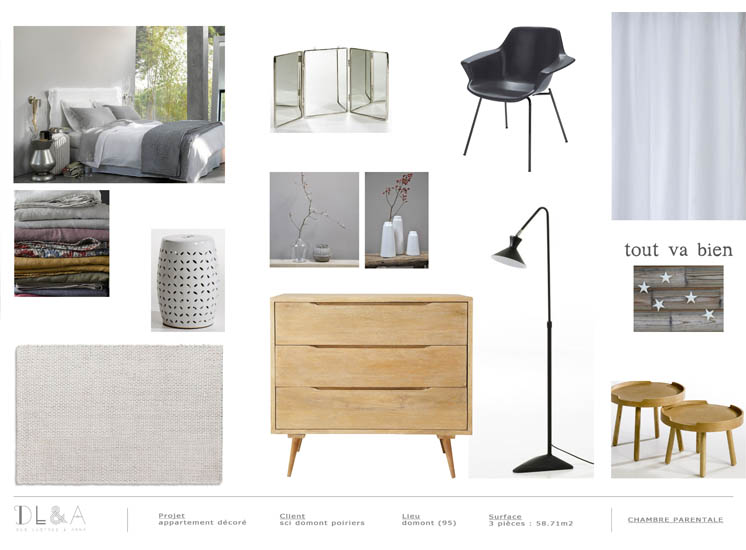 tout va bien
DL&A
Projet
appartement décoré
Client
sci domont poiriers
Lieu
domont (95)
Surface
3 pièces : 58.71m2
CHAMBRE PARENTALE